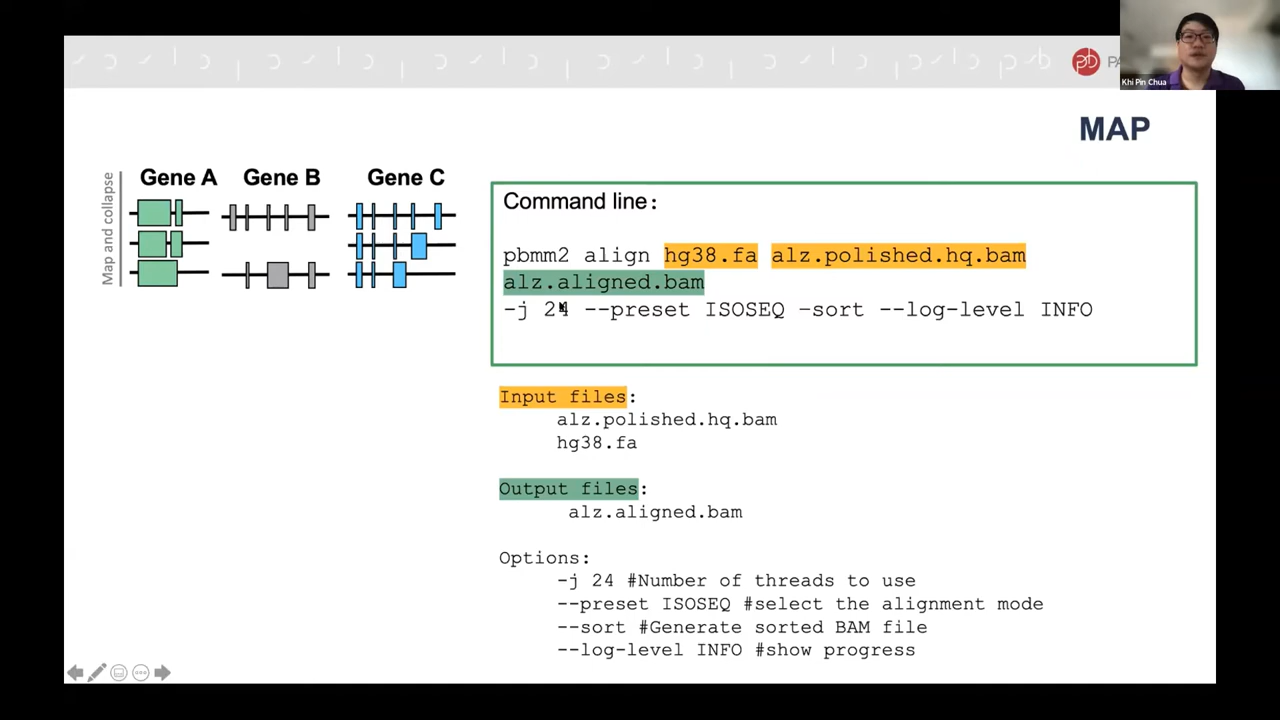 PA
Khi Pin Chua
MAP
Map and collapse
Gene A Gene B Gene C
Command line:
pbmm2 align hg38.fa alz.polished.hq.bam
alz.aligned.bam
-j 24 --preset ISOSEQ –sort --log-level INFO
Input files:
alz.polished.hq.bam
hg38.fa
Output files:
alz.aligned.bam
Options:
-j 24 #Number of threads to use
--preset ISOSEQ #select the alignment mode
--sort #Generate sorted BAM file
--log-level INFO #show progress